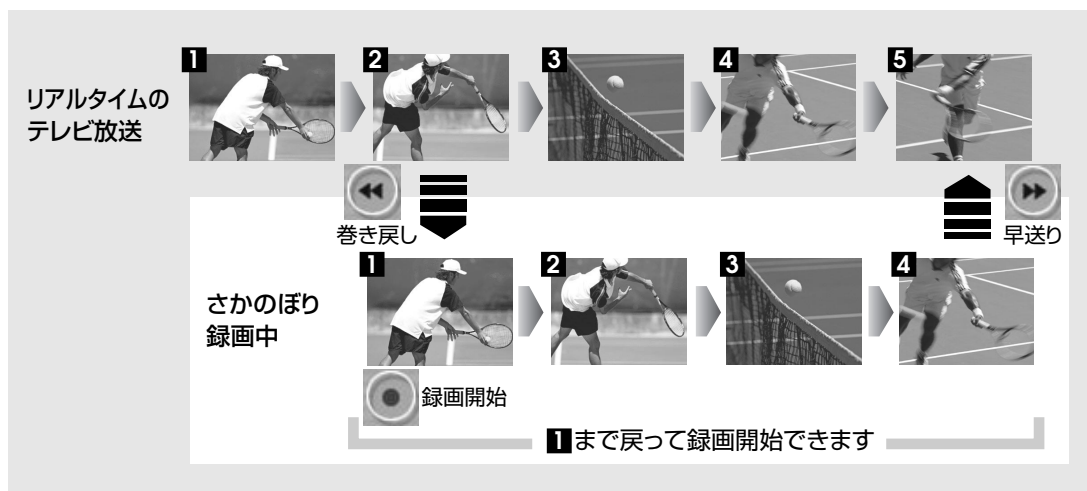 1
2
3
4
5
リアルタイムの
テレビ放送
巻き戻し
早送り
1
2
3
4
さかのぼり
録画中
録画開始
1まで戻って録画開始できます